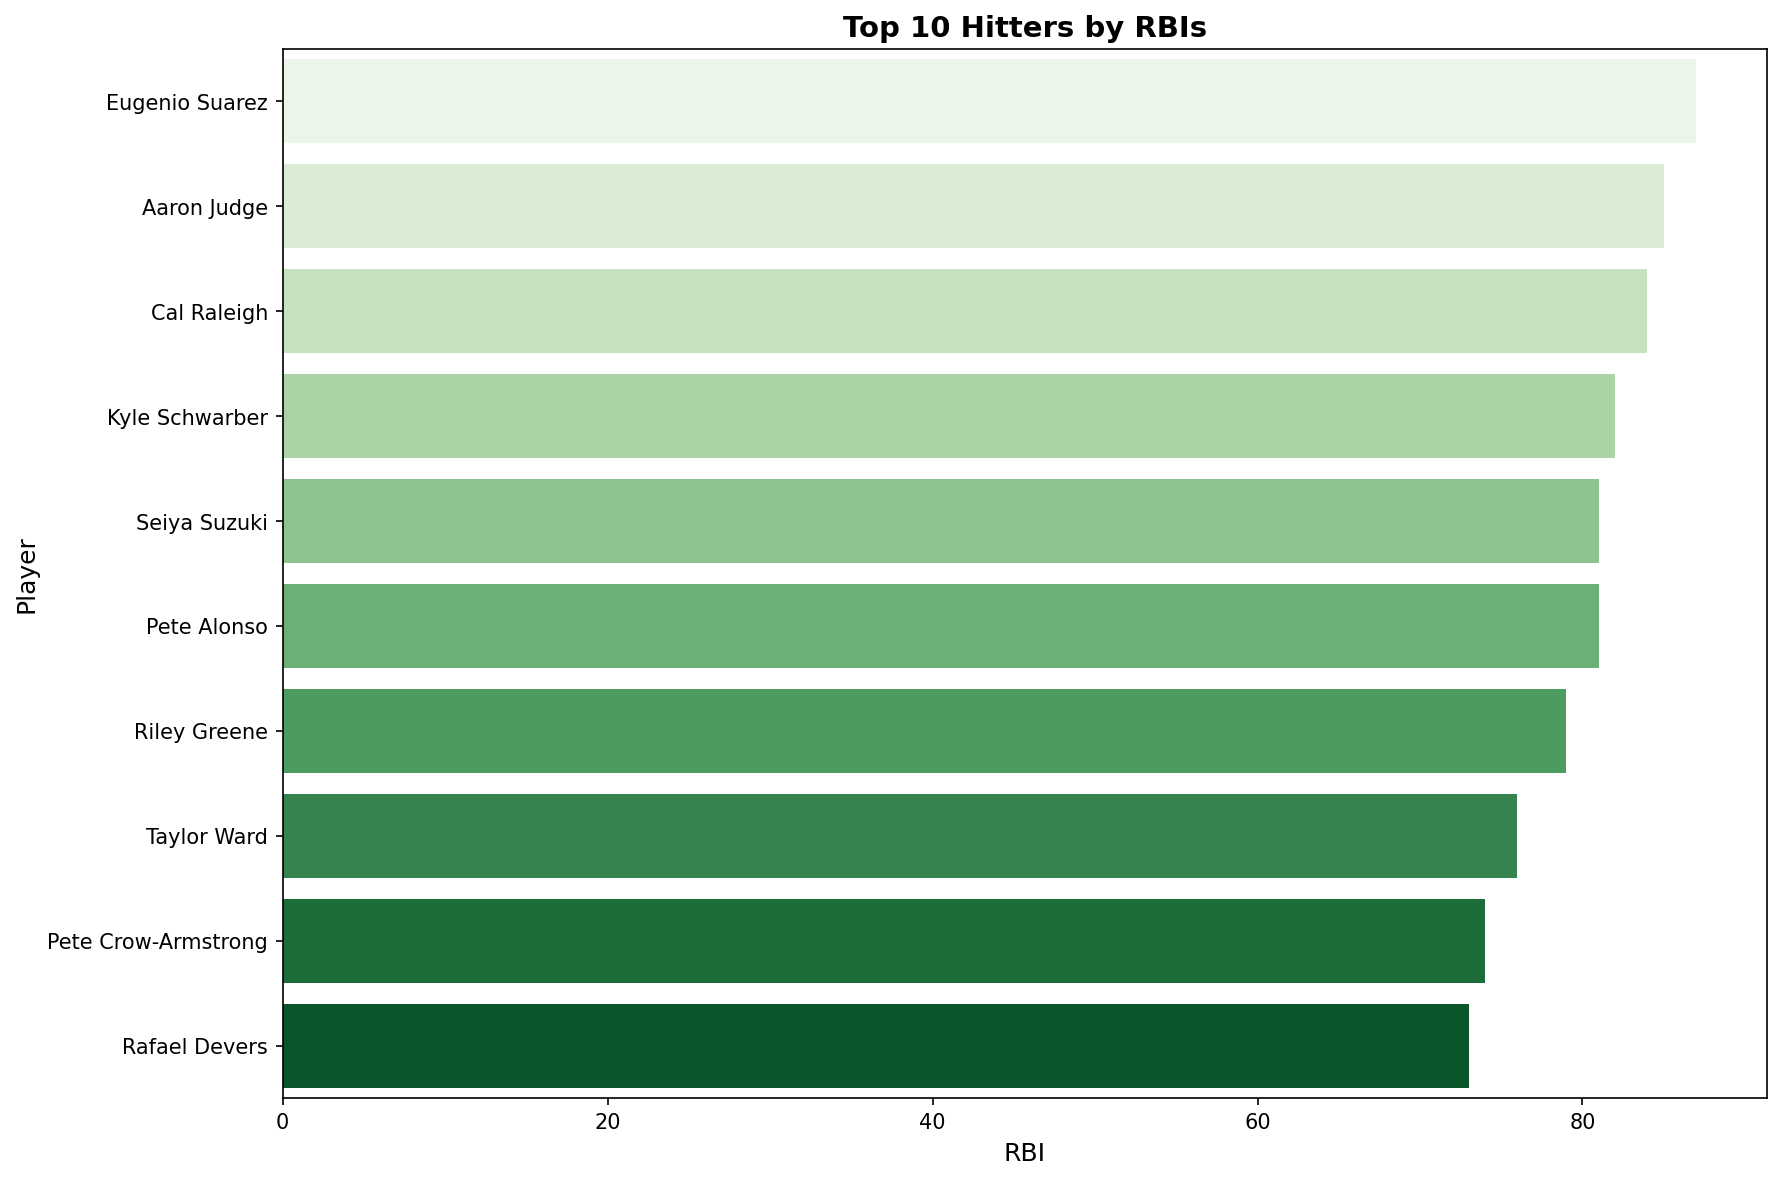 Top 10 Hitters by RBIs
Player
Eugenio Suarez
Aaron Judge
Cal Raleigh
Kyle Schwarber
Seiya Suzuki
Pete Alonso
Riley Greene
Taylor Ward
Pete Crow-Armstrong
Rafael Devers
0 20 40 60 80
RBI